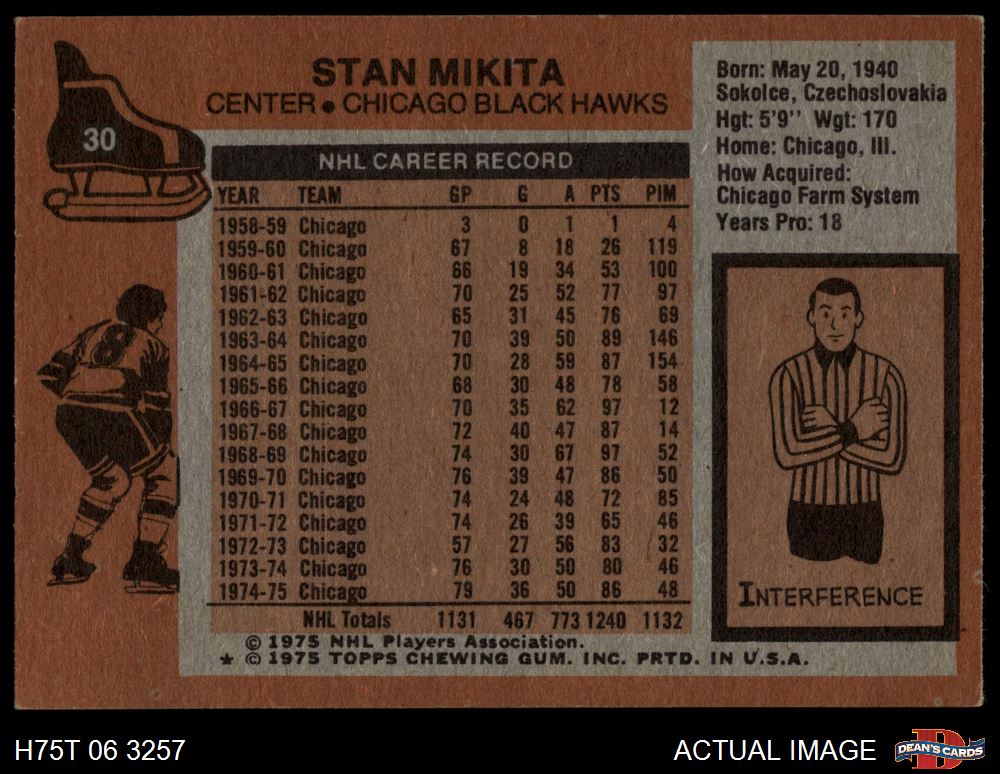 STAN MIKITA
CENTER • CHICAGO BLACK HAWKS
30
8
NHL CAREER RECORD
YEAR TEAM GP G A PTS PIM
1958-59 Chicago 3 0 1 1 4
1959-60 Chicago 67 8 18 26 119
1960-61 Chicago 66 19 34 53 100
1961-62 Chicago 70 25 52 77 97
1962-63 Chicago 65 31 45 76 69
1963-64 Chicago 70 39 50 89 146
1964-65 Chicago 70 28 59 87 154
1965-66 Chicago 68 30 48 78 58
1966-67 Chicago 70 35 62 97 12
1967-68 Chicago 72 40 47 87 14
1968-69 Chicago 74 30 67 97 52
1969-70 Chicago 76 39 47 86 50
1970-71 Chicago 74 24 48 72 85
1971-72 Chicago 74 26 39 65 46
1972-73 Chicago 57 27 56 83 32
1973-74 Chicago 76 30 50 80 46
1974-75 Chicago 79 36 50 86 48
NHL Totals 1131 467 773 1240 1132
© 1975 NHL Players Association.
★ © 1975 TOPPS CHEWING GUM. INC. PRTD. IN U.S.A.
Born: May 20, 1940
Sokolce, Czechoslovakia
Hgt: 5'9" Wgt: 170
Home: Chicago, Ill.
How Acquired:
Chicago Farm System
Years Pro: 18
INTERFERENCE
H75T 06 3257
ACTUAL IMAGE
D
DEAN'S CARDS